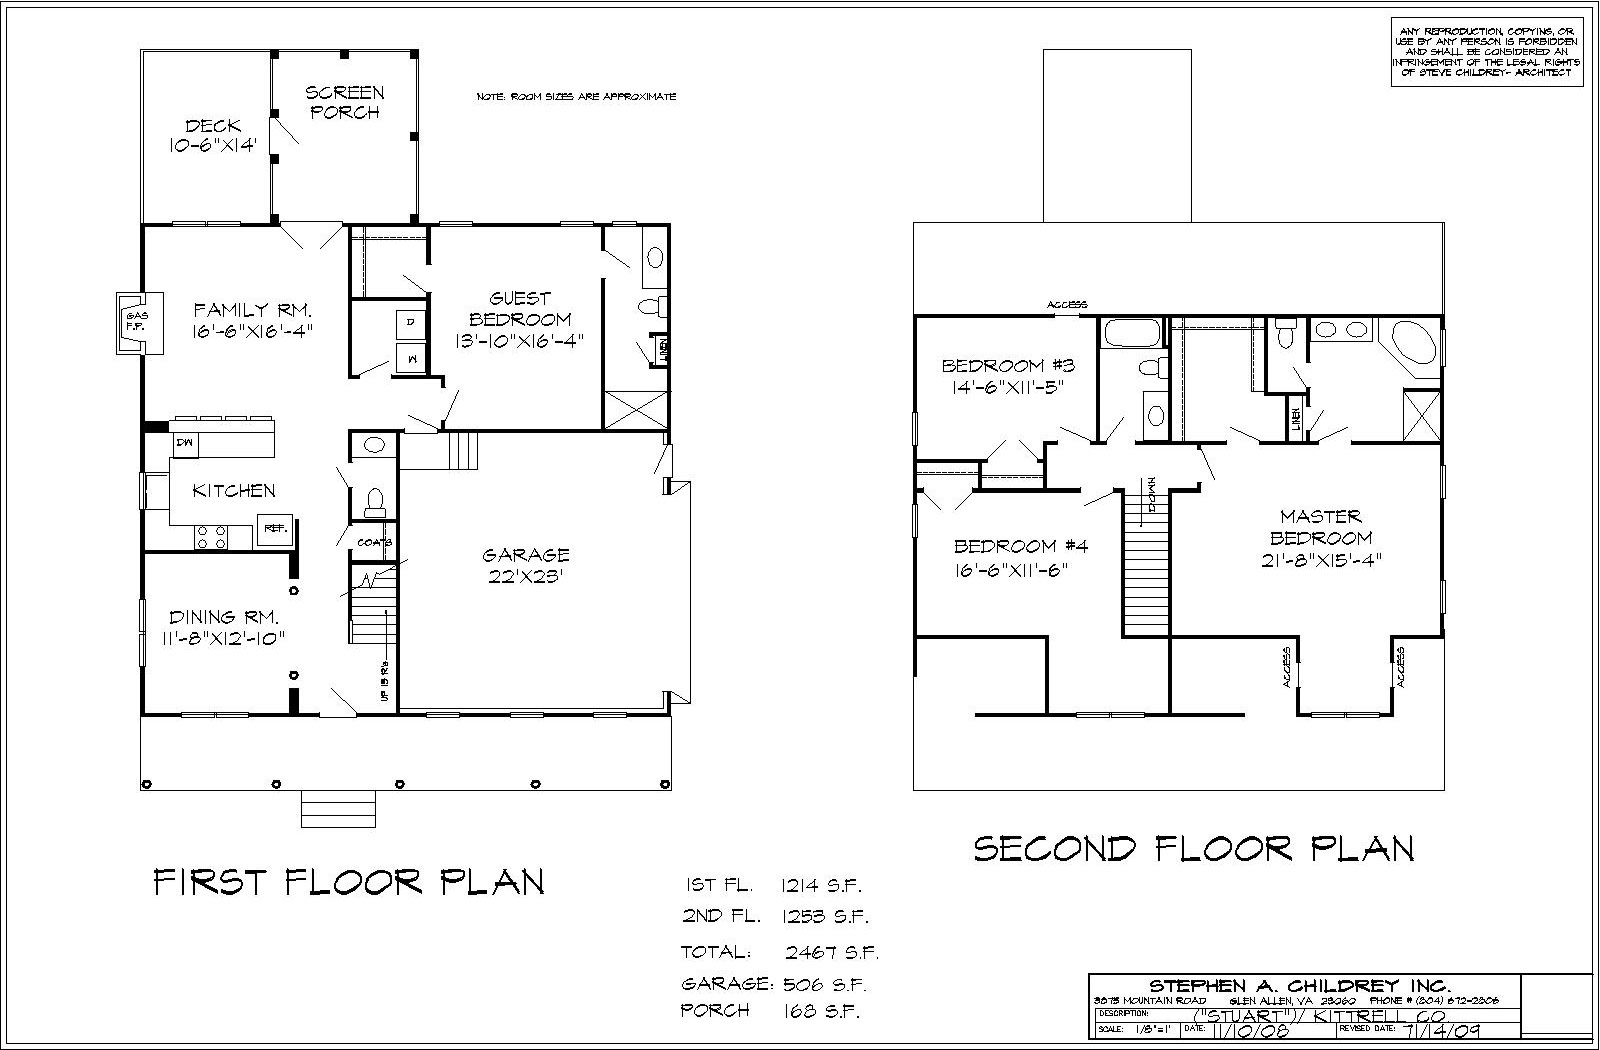 ANY REPRODUCTION, COPYING, OR
USE BY ANY PERSON IS FORBIDDEN
AND SHALL BE CONSIDERED AN
INFRINGEMENT OF THE LEGAL RIGHTS
OF STEVE CHILDREY- ARCHITECT
NOTE: ROOM SIZES ARE APPROXIMATE
SCREEN
PORCH
DECK
10-6"X14'
GAS
F.P.
FAMILY RM.
16'-6"X16'-4"
D
W
GUEST
BEDROOM
13'-10"X16'-4"
LINEN
DW
KITCHEN
REF.
COATS
GARAGE
22'X23'
DINING RM.
11'-8"X12'-10"
UP 15 R's
FIRST FLOOR PLAN
ACCESS
BEDROOM #3
14'-6"X11'-5"
LINEN
DOWN
BEDROOM #4
16'-6"X11'-6"
MASTER
BEDROOM
21'-8"X15'-4"
ACCESS
ACCESS
SECOND FLOOR PLAN
1ST FL. 1214 S.F.
2ND FL. 1253 S.F.
TOTAL: 2467 S.F.
GARAGE: 506 S.F.
PORCH 168 S.F.
STEPHEN A. CHILDREY INC.
MOUNTAIN ROAD GLEN ALLEN, VA 23060 PHONE # (804)
DESCRIPTION: ("STUART")/ KITTRELL CO.
SCALE: 1/8"=1' DATE: 11/10/08 REVISED DATE: 7/14/09